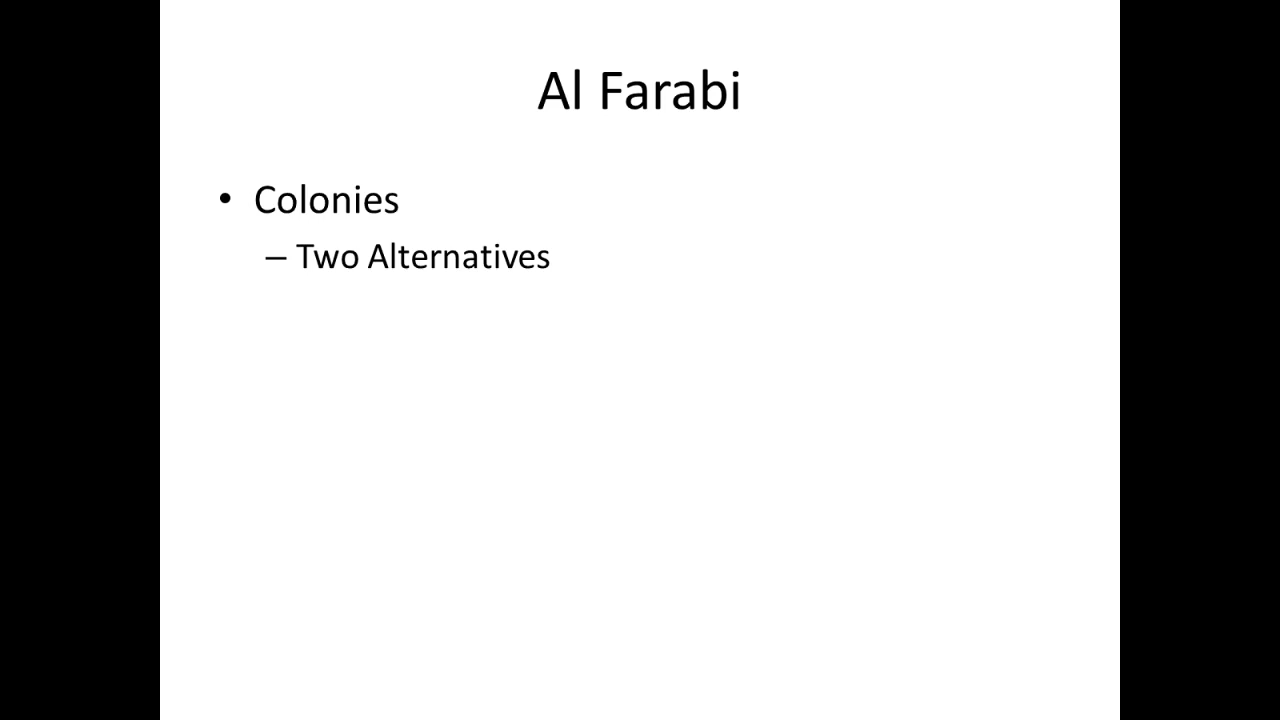 Al Farabi
• Colonies
– Two Alternatives